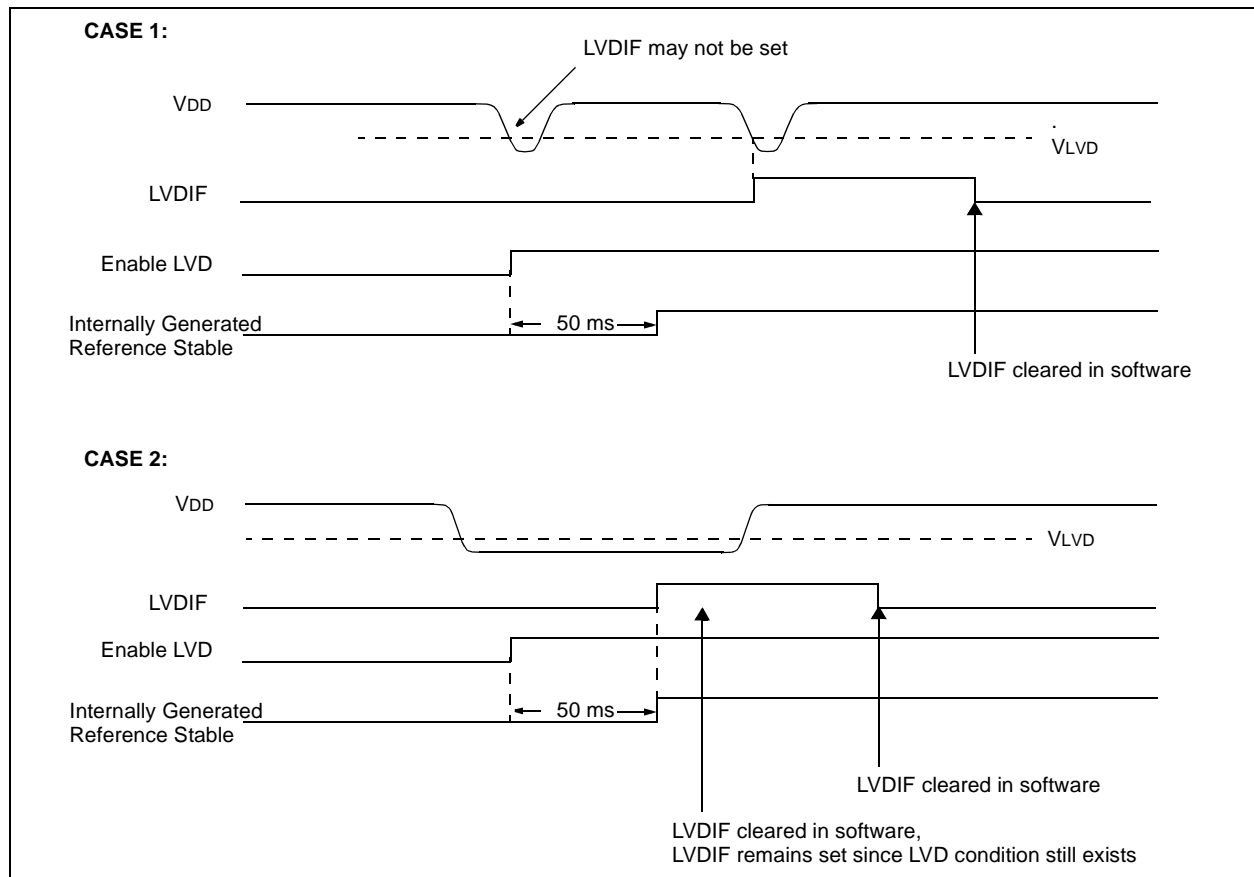 CASE 1:
LVDIF may not be set
VDD
.
VLVD
LVDIF
Enable LVD
50 ms
Internally Generated
Reference Stable
LVDIF cleared in software
CASE 2:
VDD
VLVD
LVDIF
Enable LVD
50 ms
Internally Generated
Reference Stable
LVDIF cleared in software
LVDIF cleared in software,
LVDIF remains set since LVD condition still exists